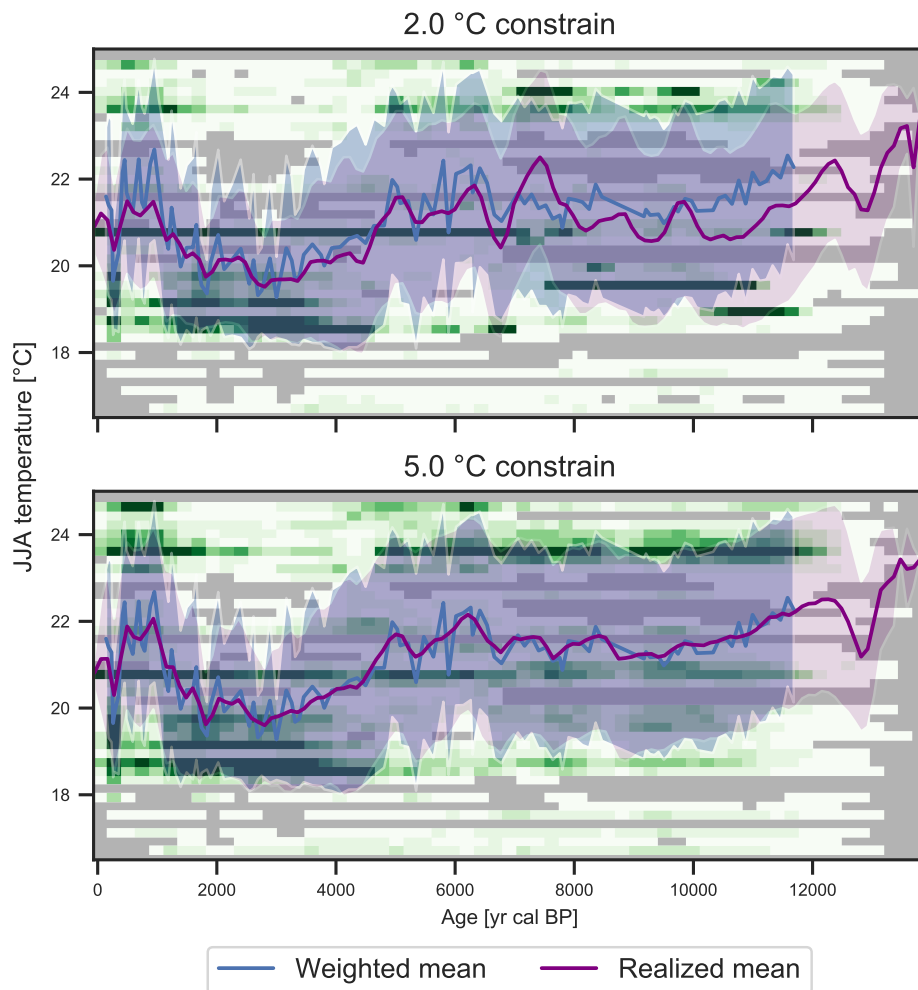 2.0 °C constrain
24
22
20
18
JJA temperature [°C]
5.0 °C constrain
24
22
20
18
0 2000 4000 6000 8000 10000 12000
Age [yr cal BP]
Weighted mean Realized mean